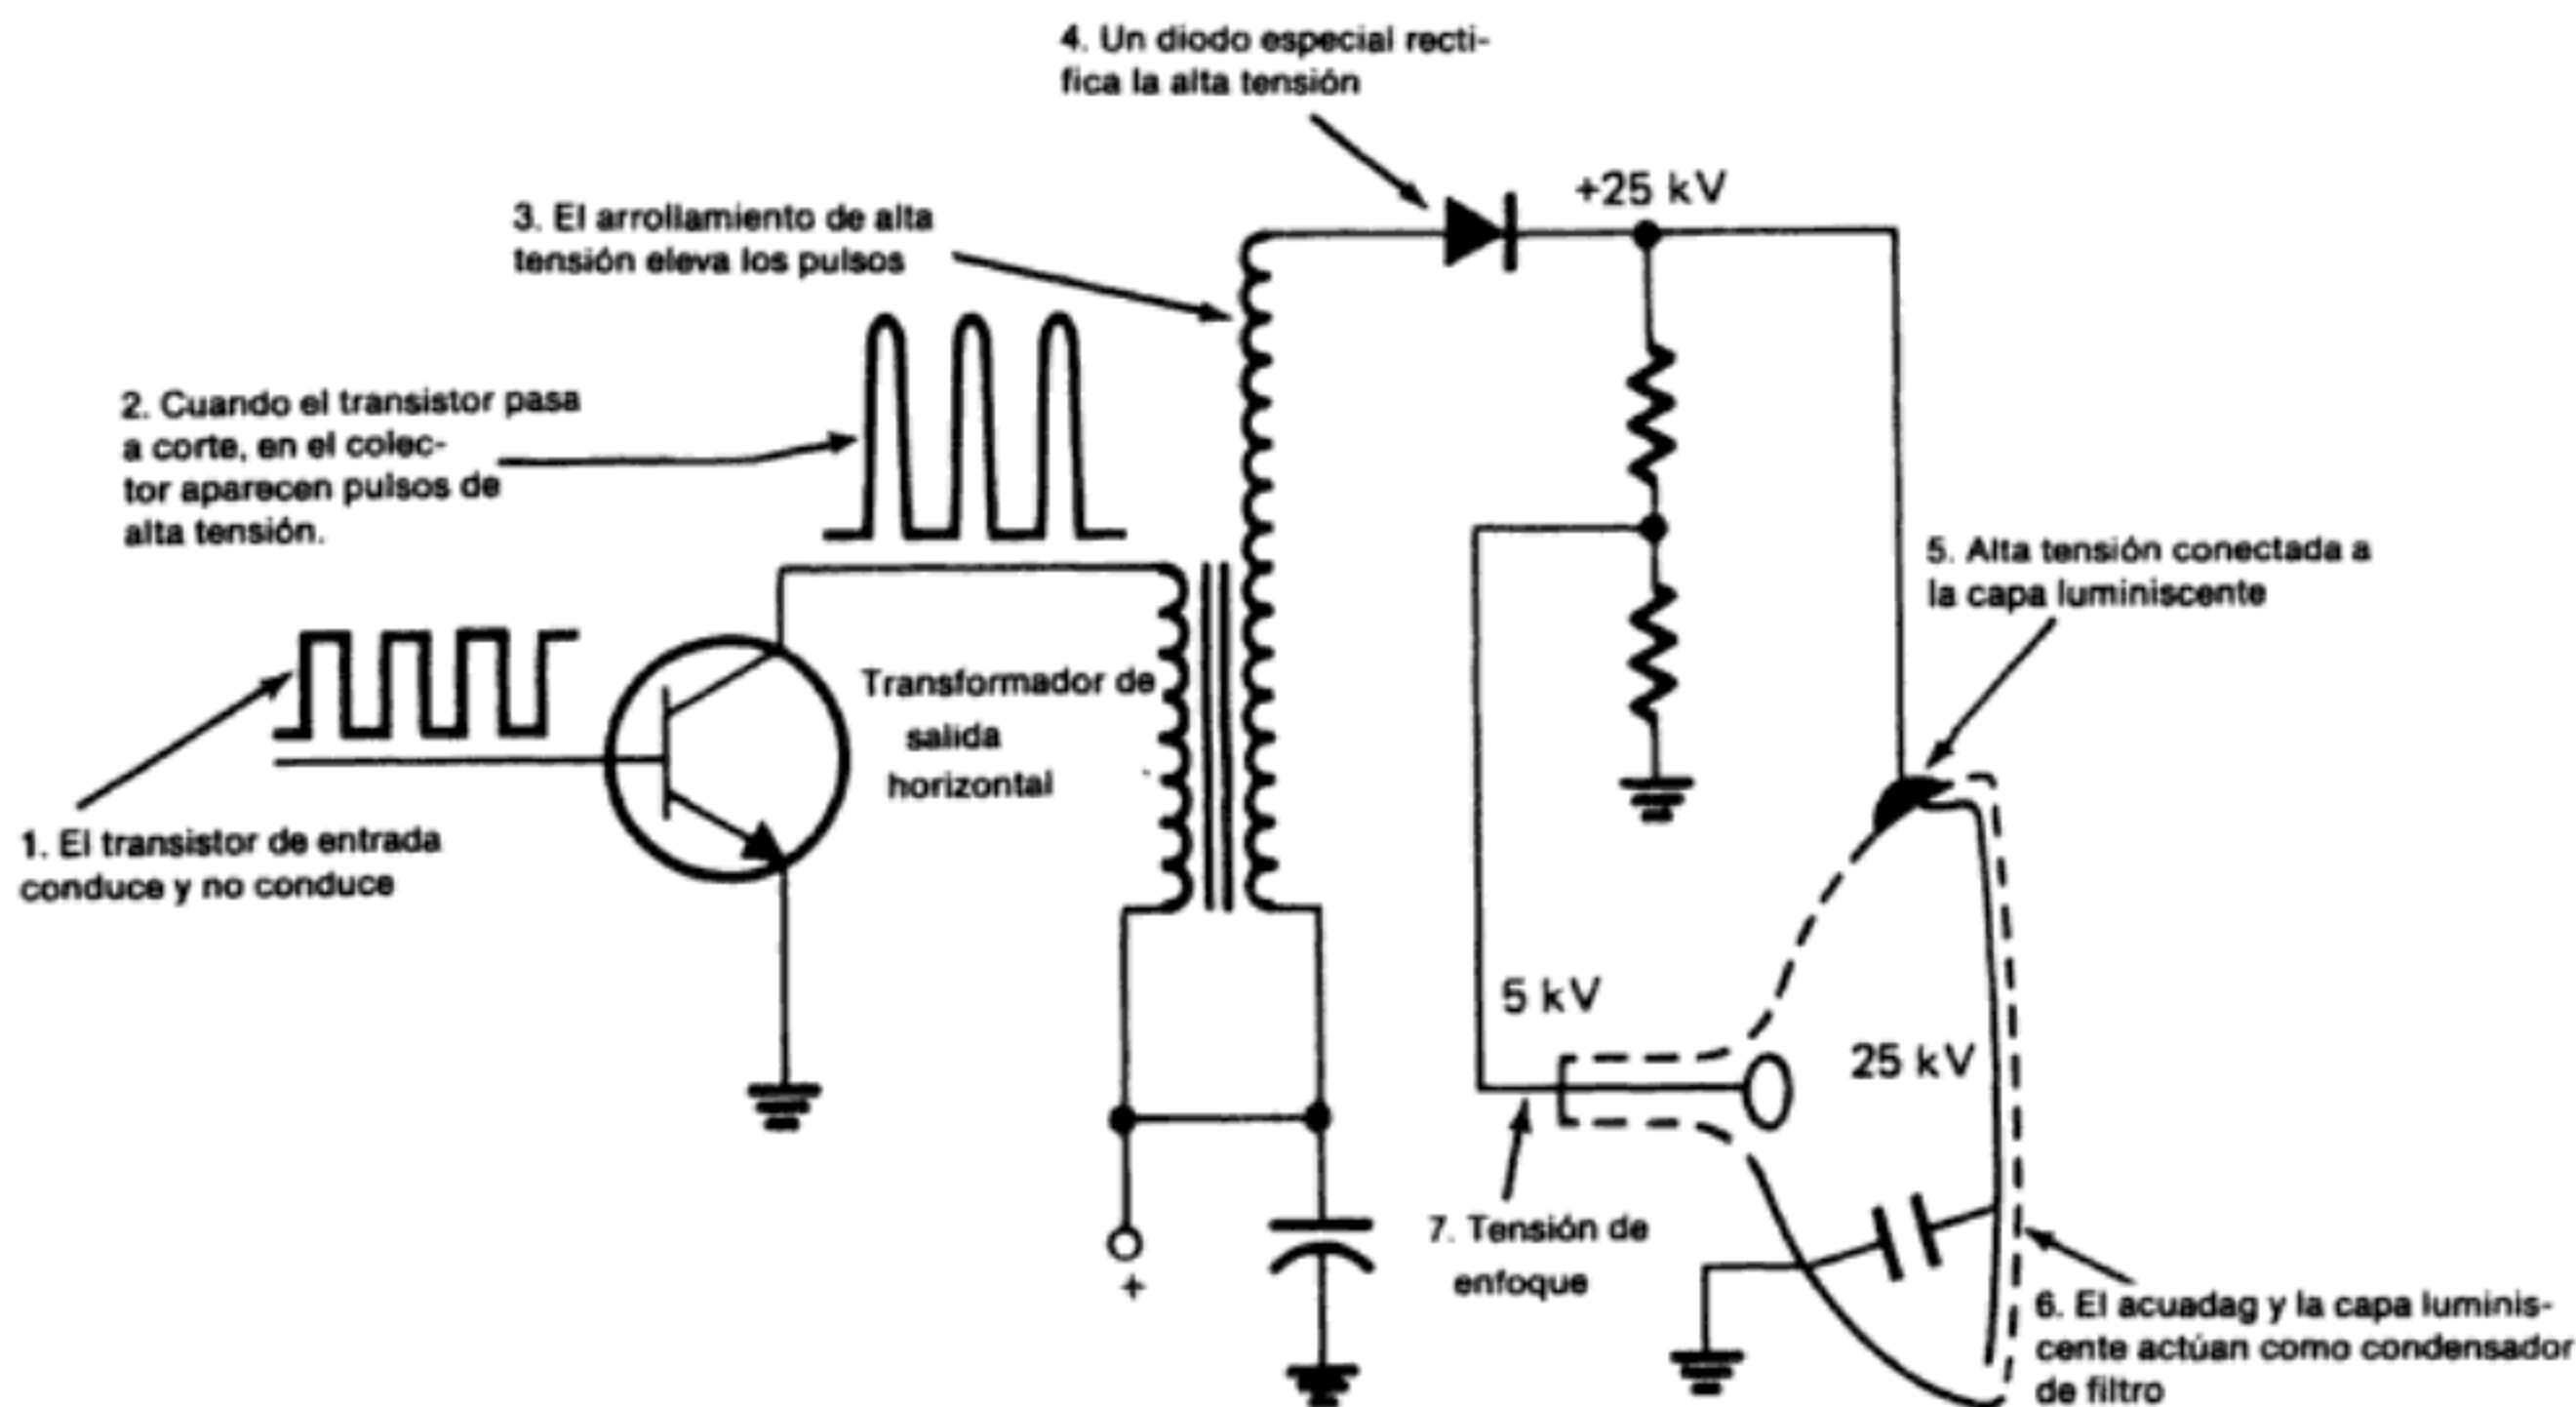 4. Un diodo especial recti-
fica la alta tensión
+25 kV
3. El arrollamiento de alta
tensión eleva los pulsos
2. Cuando el transistor pasa
a corte, en el colec-
tor aparecen pulsos de
alta tensión.
5. Alta tensión conectada a
la capa luminiscente
Transformador de
salida
horizontal
1. El transistor de entrada
conduce y no conduce
5 kV
25 kV
7. Tensión de
enfoque
+
6. El acuadag y la capa luminis-
cente actúan como condensador
de filtro